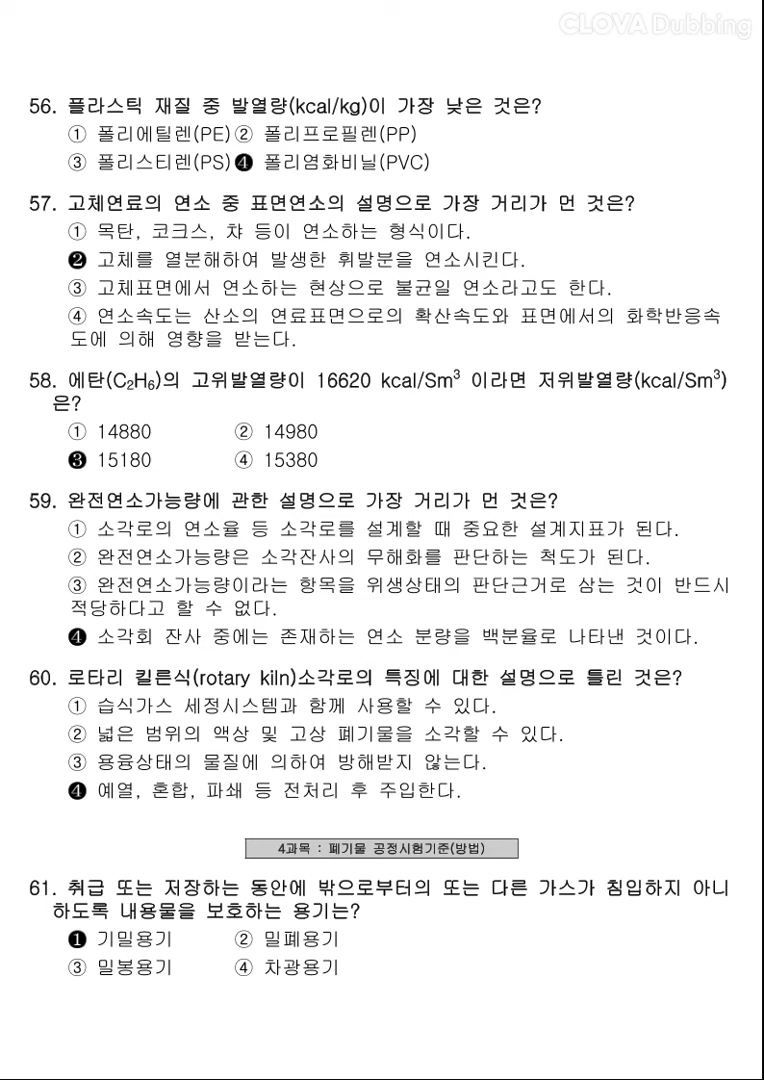 CLOVA Dubbing
56. 플라스틱 재질 중 발열량(kcal/kg)이 가장 낮은 것은?
① 폴리에틸렌(PE) ② 폴리프로필렌(PP)
③ 폴리스티렌(PS) ❹ 폴리염화비닐(PVC)
57. 고체연료의 연소 중 표면연소의 설명으로 가장 거리가 먼 것은?
① 목탄, 코크스, 챠 등이 연소하는 형식이다.
❷ 고체를 열분해하여 발생한 휘발분을 연소시킨다.
③ 고체표면에서 연소하는 현상으로 불균일 연소라고도 한다.
④ 연소속도는 산소의 연료표면으로의 확산속도와 표면에서의 화학반응속
도에 의해 영향을 받는다.
58. 에탄(C₂H₆)의 고위발열량이 16620 kcal/Sm³ 이라면 저위발열량(kcal/Sm³)
은?
① 14880 ② 14980
❸ 15180 ④ 15380
59. 완전연소가능량에 관한 설명으로 가장 거리가 먼 것은?
① 소각로의 연소율 등 소각로를 설계할 때 중요한 설계지표가 된다.
② 완전연소가능량은 소각잔사의 무해화를 판단하는 척도가 된다.
③ 완전연소가능량이라는 항목을 위생상태의 판단근거로 삼는 것이 반드시
적당하다고 할 수 없다.
❹ 소각회 잔사 중에는 존재하는 연소 분량을 백분율로 나타낸 것이다.
60. 로타리 킬른식(rotary kiln)소각로의 특징에 대한 설명으로 틀린 것은?
① 습식가스 세정시스템과 함께 사용할 수 있다.
② 넓은 범위의 액상 및 고상 폐기물을 소각할 수 있다.
③ 용융상태의 물질에 의하여 방해받지 않는다.
❹ 예열, 혼합, 파쇄 등 전처리 후 주입한다.
4과목 : 폐기물 공정시험기준(방법)
61. 취급 또는 저장하는 동안에 밖으로부터의 또는 다른 가스가 침입하지 아니
하도록 내용물을 보호하는 용기는?
❶ 기밀용기 ② 밀폐용기
③ 밀봉용기 ④ 차광용기